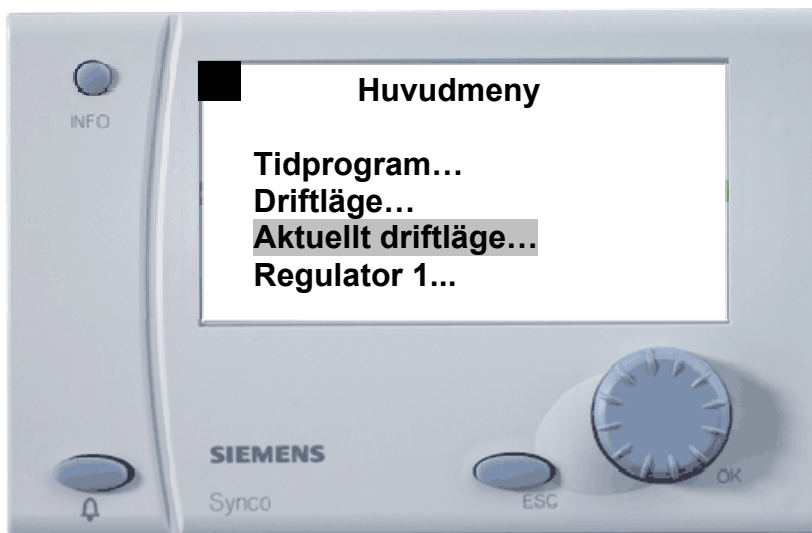 INFO
Huvudmeny
Tidprogram…
Driftläge…
Aktuellt driftläge…
Regulator 1...
SIEMENS
Synco
ESC
OK